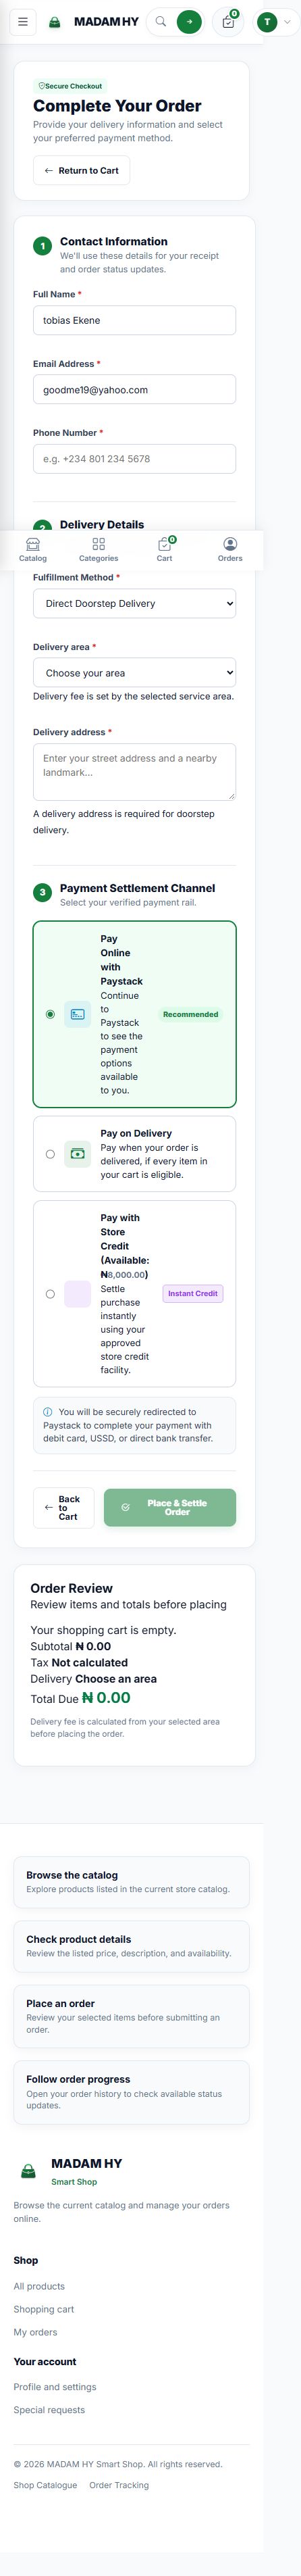 MADAM HY
0
T
Secure Checkout
Complete Your Order
Provide your delivery information and select
your preferred payment method.
← Return to Cart
1
Contact Information
We'll use these details for your receipt
and order status updates.
Full Name *
tobias Ekene
Email Address *
goodme19@yahoo.com
Phone Number *
e.g. +234 801 234 5678
2
Delivery Details
Catalog
Categories
0
Cart
Orders
Fulfillment Method *
Direct Doorstep Delivery
Delivery area *
Choose your area
Delivery fee is set by the selected service area.
Delivery address *
Enter your street address and a nearby
landmark...
A delivery address is required for doorstep
delivery.
3
Payment Settlement Channel
Select your verified payment rail.
Pay
Online
with
Paystack
Continue
to
Paystack
to see the
payment
options
available
to you.
Recommended
Pay on Delivery
Pay when your order is
delivered, if every item in
your cart is eligible.
Pay with
Store
Credit
(Available:
₦8,000.00)
Settle
purchase
instantly
using your
approved
store credit
facility.
Instant Credit
You will be securely redirected to
Paystack to complete your payment with
debit card, USSD, or direct bank transfer.
← Back
to
Cart
Place & Settle
Order
Order Review
Review items and totals before placing
Your shopping cart is empty.
Subtotal ₦ 0.00
Tax Not calculated
Delivery Choose an area
Total Due ₦ 0.00
Delivery fee is calculated from your selected area
before placing the order.
Browse the catalog
Explore products listed in the current store catalog.
Check product details
Review the listed price, description, and availability.
Place an order
Review your selected items before submitting an
order.
Follow order progress
Open your order history to check available status
updates.
MADAM HY
Smart Shop
Browse the current catalog and manage your orders
online.
Shop
All products
Shopping cart
My orders
Your account
Profile and settings
Special requests
© 2026 MADAM HY Smart Shop. All rights reserved.
Shop Catalogue Order Tracking